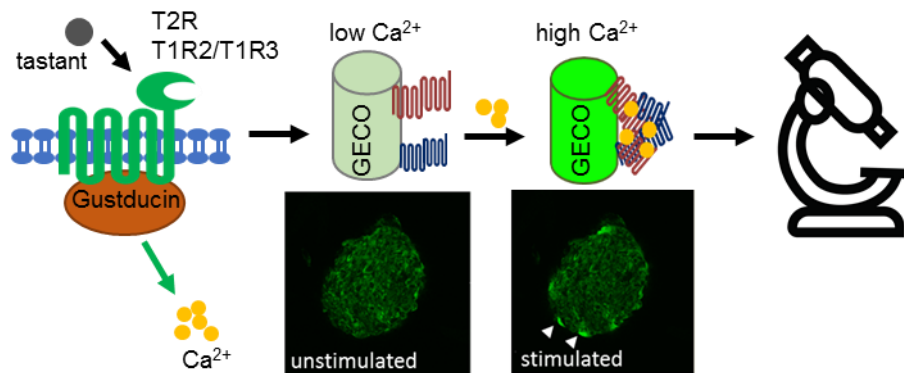 T2R
T1R2/T1R3
tastant
Gustducin
Ca²⁺
low Ca²⁺
GECO
high Ca²⁺
GECO
unstimulated
stimulated